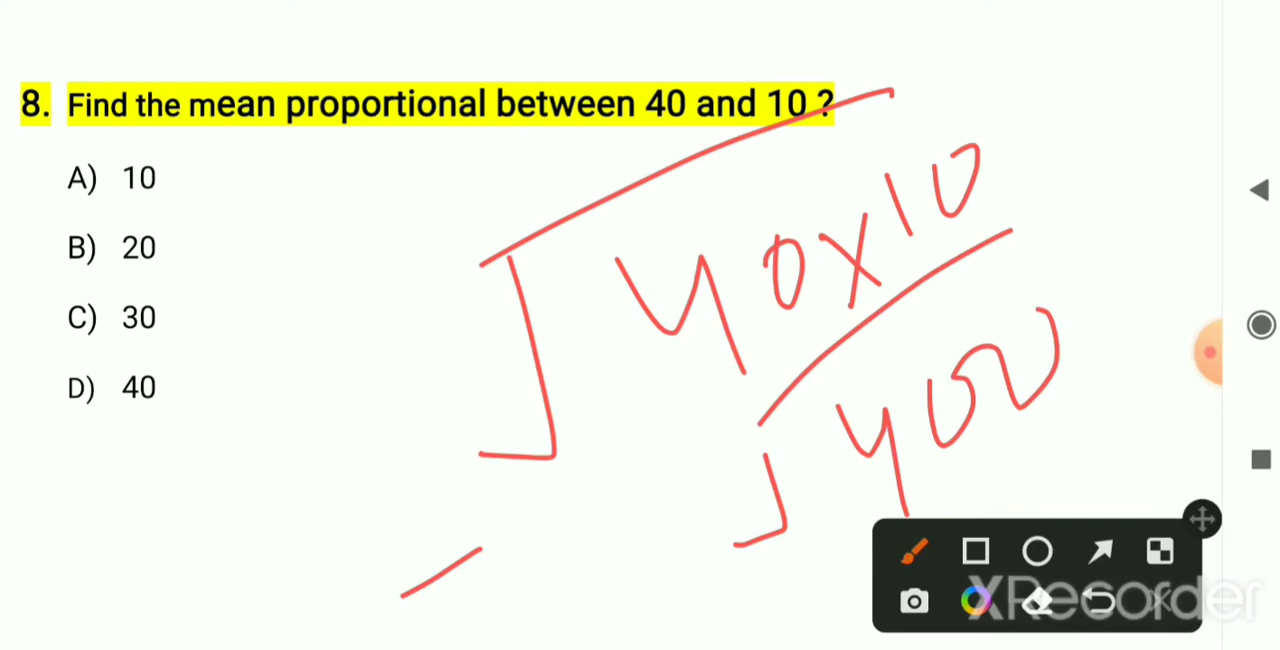 8. Find the mean proportional between 40 and 10 ?
A) 10
B) 20
C) 30
D) 40
√40x10
√400
XRecorder